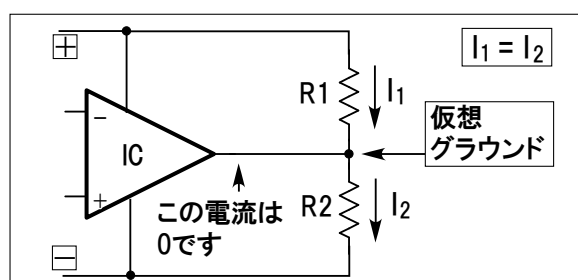 +
I₁ = I₂
R1
I₁
−
IC
+
仮想
グラウンド
この電流は
0です
R2
I₂
−